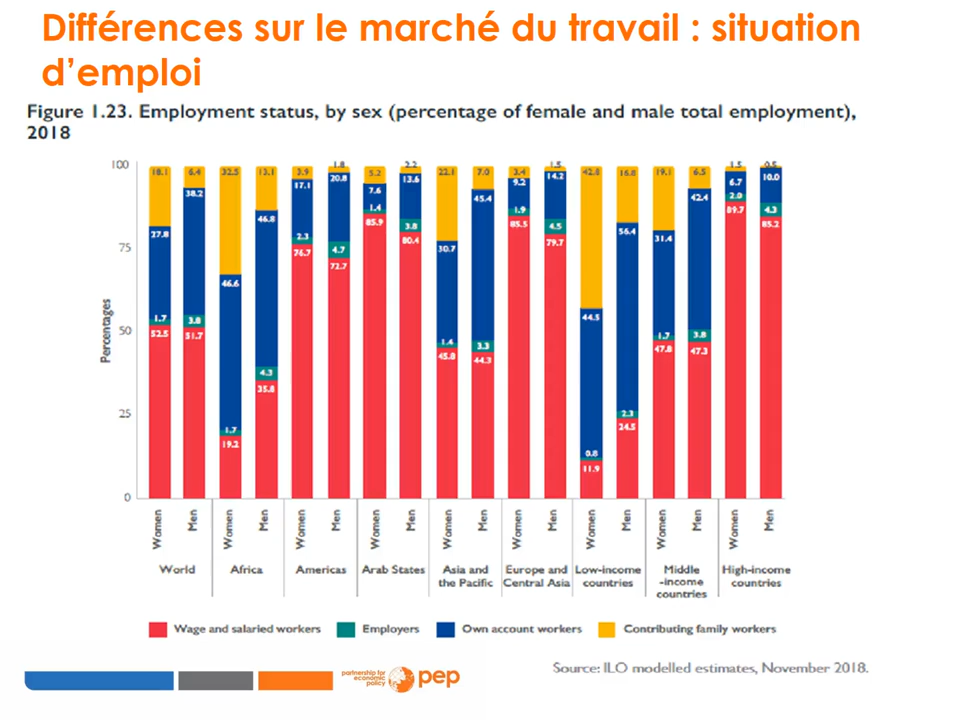 Différences sur le marché du travail : situation
d’emploi
Figure 1.23. Employment status, by sex (percentage of female and male total employment),
2018
Percentages
100
75
50
25
0
18.1 6.4 32.5 13.1 3.9 1.8 5.2 2.2 22.1 7.0 3.4 1.5 42.8 16.8 19.1 6.5 1.5 0.5
27.8 38.2 46.6 46.8 17.1 20.8 7.6 13.6 30.7 45.4 9.2 14.2 44.5 56.4 31.4 42.4 6.7 10.0
1.7 3.8 1.7 4.3 2.3 4.7 1.4 3.8 1.4 3.3 1.9 4.5 0.8 2.3 1.7 3.8 2.0 4.3
52.5 51.7 19.2 35.8 76.7 72.7 85.9 80.4 45.8 44.3 85.5 79.7 11.9 24.5 47.8 47.3 89.7 85.2
Women Men Women Men Women Men Women Men Women Men Women Men Women Men Women Men Women Men
World Africa Americas Arab States Asia and Europe and Low-income Middle High-income
the Pacific Central Asia countries -income countries
countries
Wage and salaried workers Employers Own account workers Contributing family workers
Source: ILO modelled estimates, November 2018.
partnership for
economic
policy
pep